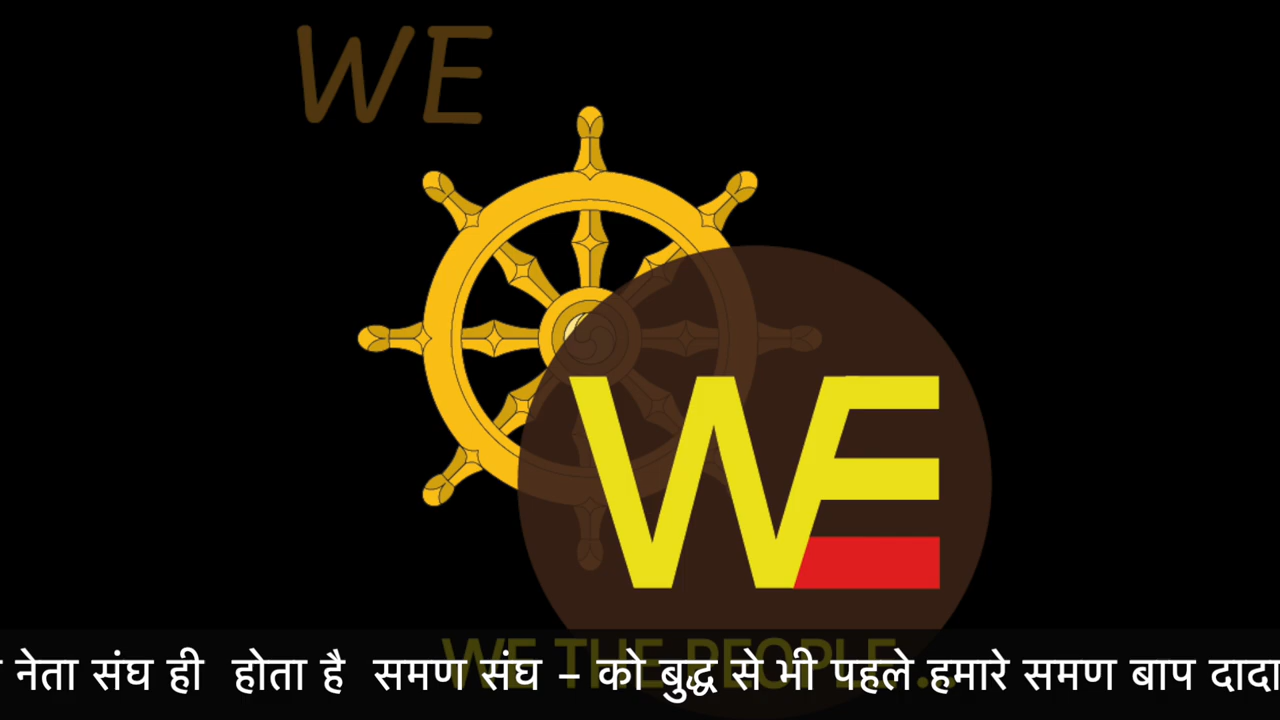 WE
WE
WE THE PEOPLE...
नेता संघ ही होता है समण संघ – को बुद्ध से भी पहले हमारे समण बाप दादा